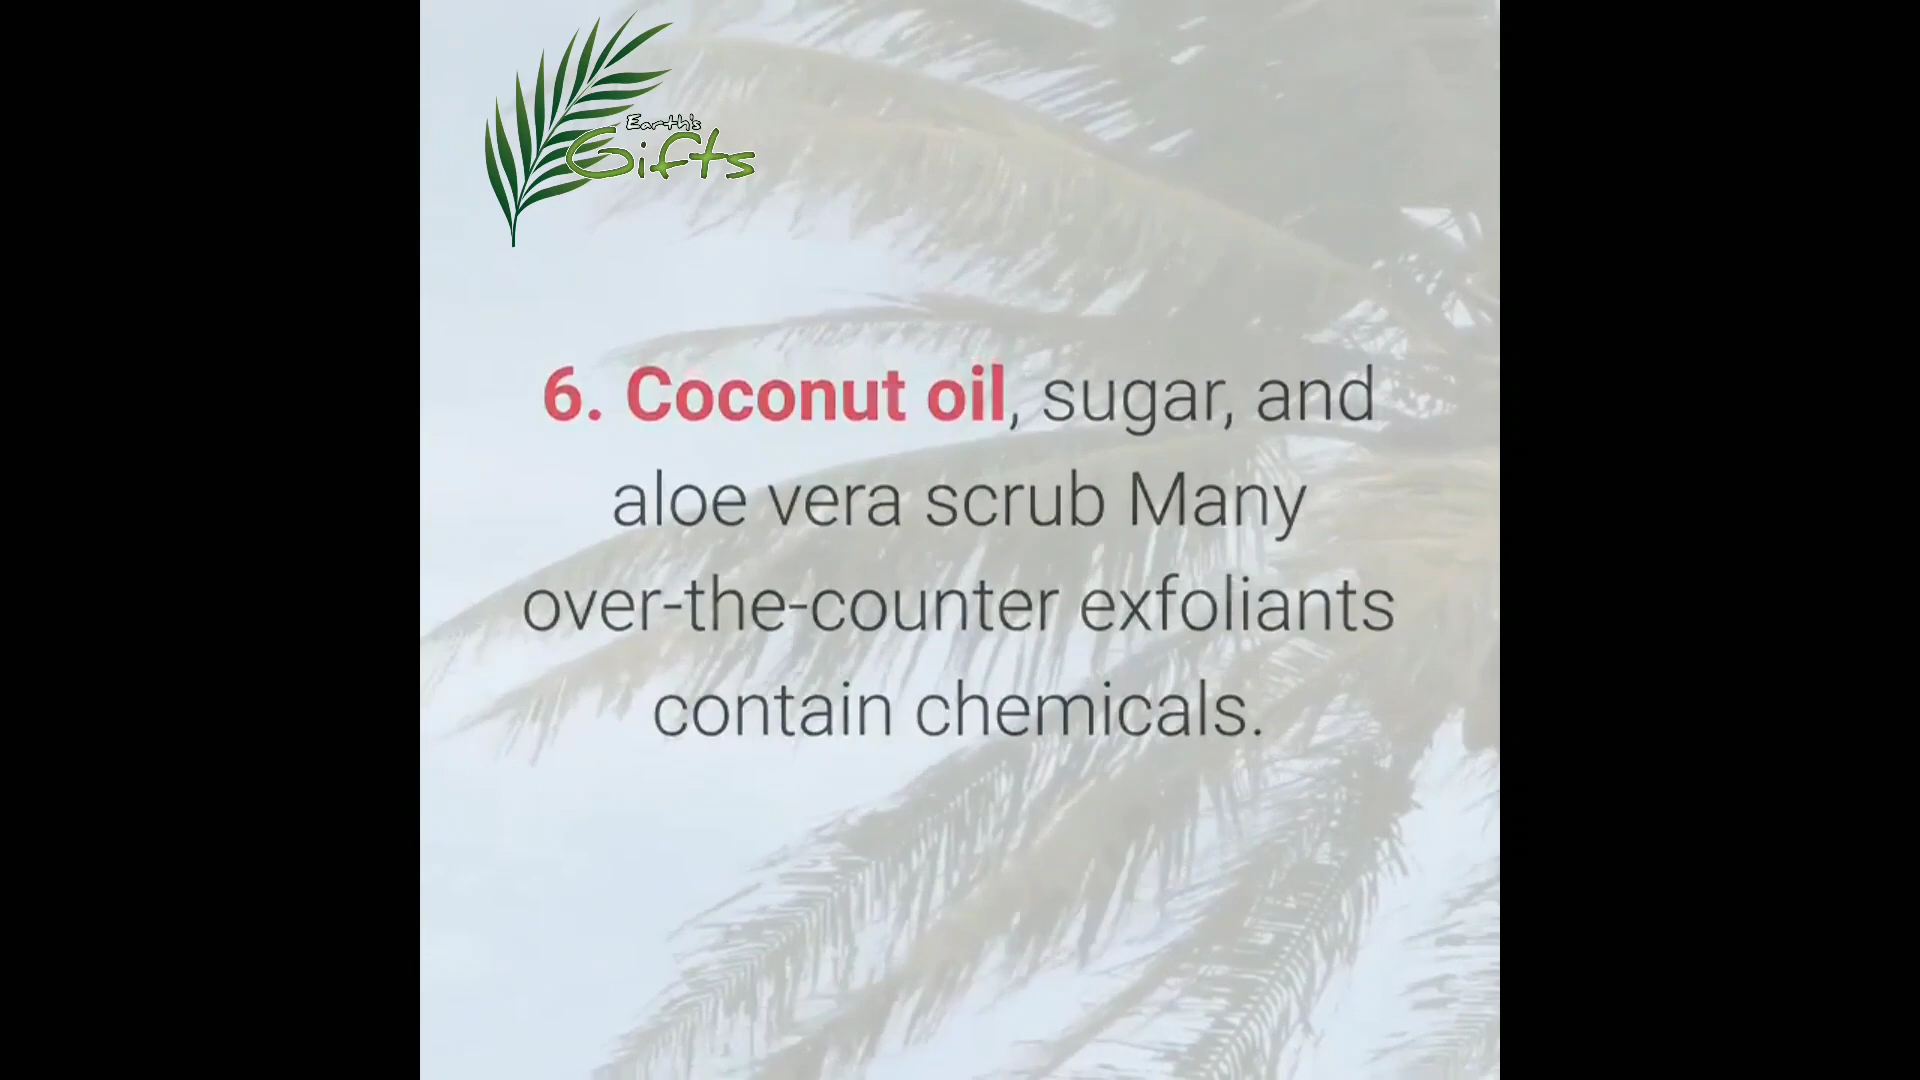 Earth's
Gifts
6. Coconut oil, sugar, and
aloe vera scrub Many
over-the-counter exfoliants
contain chemicals.